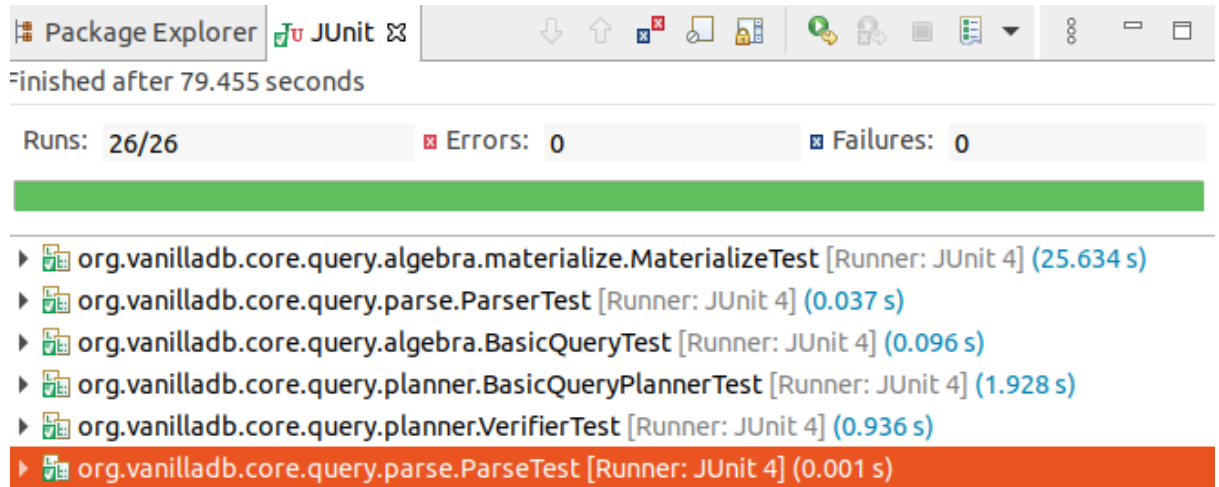 Package Explorer JUnit
Finished after 79.455 seconds
Runs: 26/26 Errors: 0 Failures: 0
org.vanilladb.core.query.algebra.materialize.MaterializeTest [Runner: JUnit 4] (25.634 s)
org.vanilladb.core.query.parse.ParserTest [Runner: JUnit 4] (0.037 s)
org.vanilladb.core.query.algebra.BasicQueryTest [Runner: JUnit 4] (0.096 s)
org.vanilladb.core.query.planner.BasicQueryPlannerTest [Runner: JUnit 4] (1.928 s)
org.vanilladb.core.query.planner.VerifierTest [Runner: JUnit 4] (0.936 s)
org.vanilladb.core.query.parse.ParseTest [Runner: JUnit 4] (0.001 s)